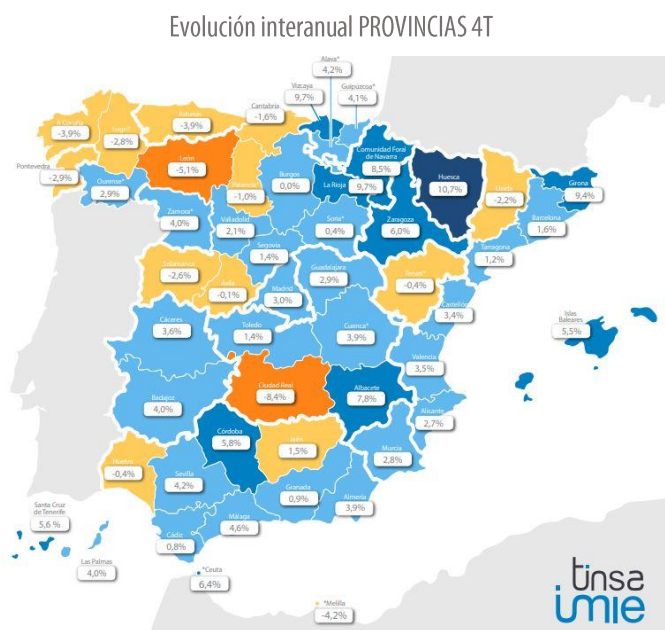 Evolución interanual PROVINCIAS 4T
Álava*
4,2%
Vizcaya
9,7%
Guipúzcoa*
4,1%
Cantabria
-1,6%
Asturias
-3,9%
A Coruña
-3,9%
Lugo*
-2,8%
León
-5,1%
Pontevedra
-2,9%
Ourense*
2,9%
Palencia
-1,0%
Burgos
0,0%
La Rioja
9,7%
Comunidad Foral
de Navarra
8,5%
Huesca
10,7%
Lleida
-2,2%
Girona
9,4%
Barcelona
1,6%
Zamora*
4,0%
Valladolid
2,1%
Soria*
0,4%
Zaragoza
6,0%
Tarragona
1,2%
Segovia
1,4%
Salamanca
-2,6%
Ávila
-0,1%
Madrid
3,0%
Guadalajara
2,9%
Teruel*
-0,4%
Castellón
3,4%
Islas
Baleares
5,5%
Cáceres
3,6%
Toledo
1,4%
Cuenca*
3,9%
Valencia
3,5%
Badajoz
4,0%
Ciudad Real
-8,4%
Albacete
7,8%
Alicante
2,7%
Córdoba
5,8%
Jaén
1,5%
Murcia
2,8%
Huelva
-0,4%
Sevilla
4,2%
Granada
0,9%
Almería
3,9%
Málaga
4,6%
Cádiz
0,8%
Santa Cruz
de Tenerife
5,6 %
Las Palmas
4,0%
*Ceuta
6,4%
*Melilla
-4,2%
tinsa
imie